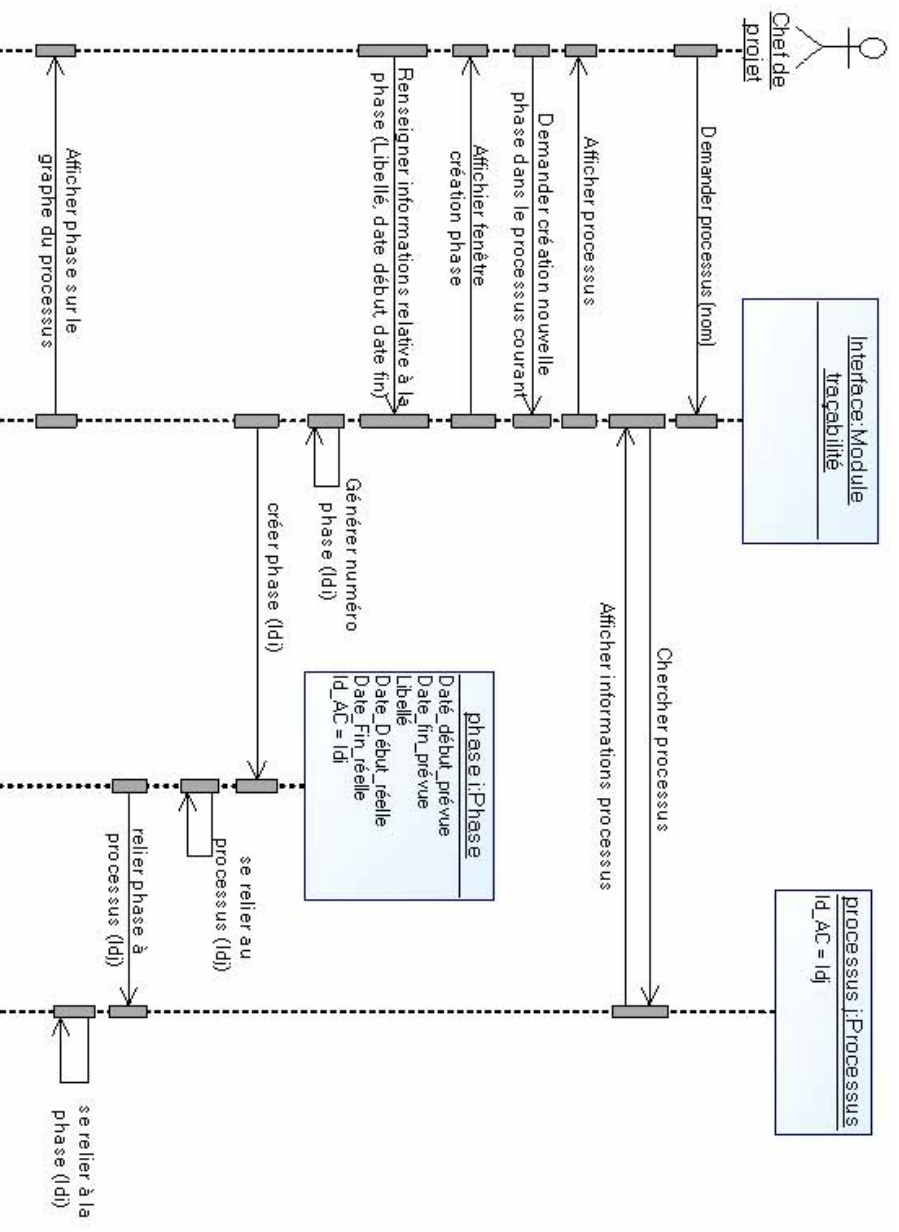 Chef de
projet
Interface:Module
traçabilité
processus j:Processus
Id_AC = Idj
Demander processus (nom)
Chercher processus
Afficher informations processus
Afficher processus
Demander création nouvelle
phase dans le processus courant
Affichier fenêtre
création phase
Renseigner informations relative à la
phase (Libellé, date début, date fin)
Générer numéro
phase (Idi)
phase i:Phase
Daté_début_prévue
Date_fin_prévue
Libellé
Date_Début_réelle
Date_Fin_réelle
Id_AC = Idi
créer phase (Idi)
se relier au
processus (Idj)
relier phase à
processus (Idj)
se relier à la
phase (Idi)
Afficher phase sur le
graphe du processus